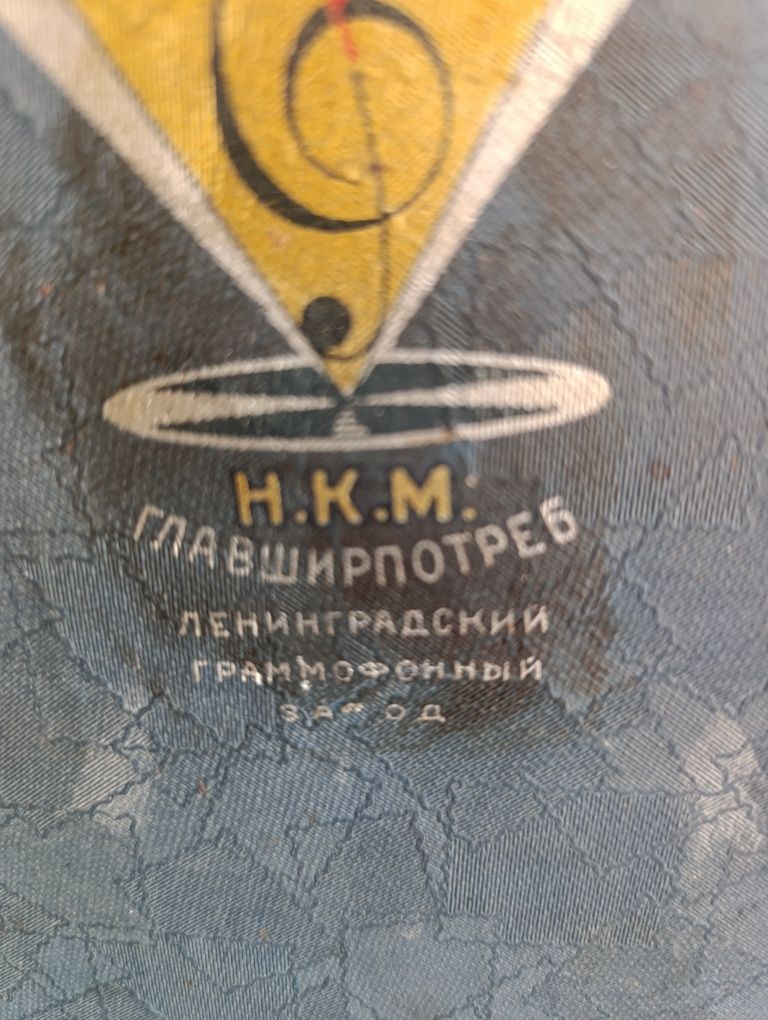 Н.К.М.
ГЛАВШИРПОТРЕБ
ЛЕНИНГРАДСКИЙ
ГРАММОФОННЫЙ
ЗАВОД